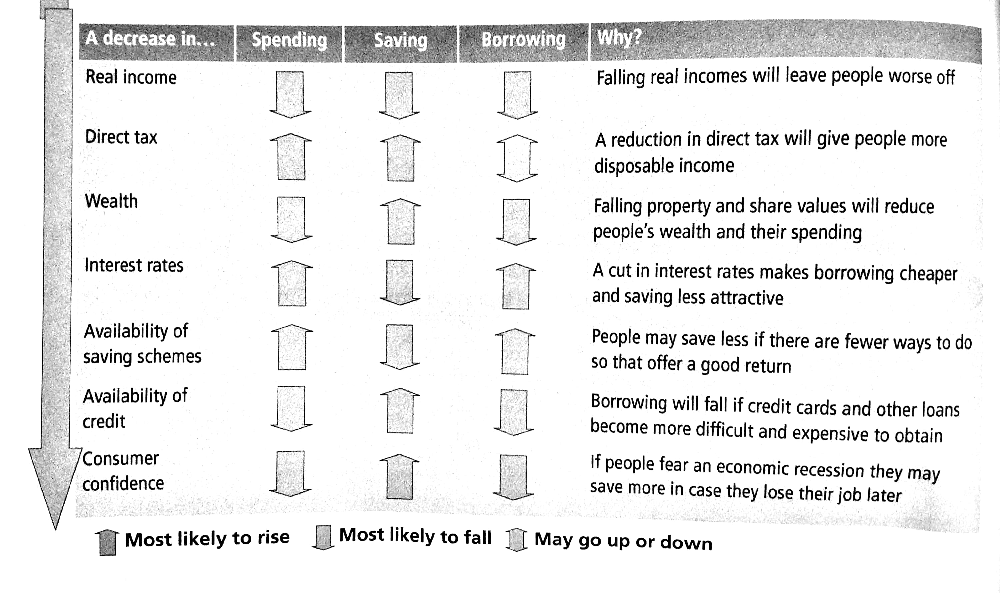 A decrease in... Spending Saving Borrowing Why?
Real income Falling real incomes will leave people worse off
Direct tax A reduction in direct tax will give people more
disposable income
Wealth Falling property and share values will reduce
people's wealth and their spending
Interest rates A cut in interest rates makes borrowing cheaper
and saving less attractive
Availability of People may save less if there are fewer ways to do
saving schemes so that offer a good return
Availability of Borrowing will fall if credit cards and other loans
credit become more difficult and expensive to obtain
Consumer If people fear an economic recession they may
confidence save more in case they lose their job later
Most likely to rise Most likely to fall May go up or down